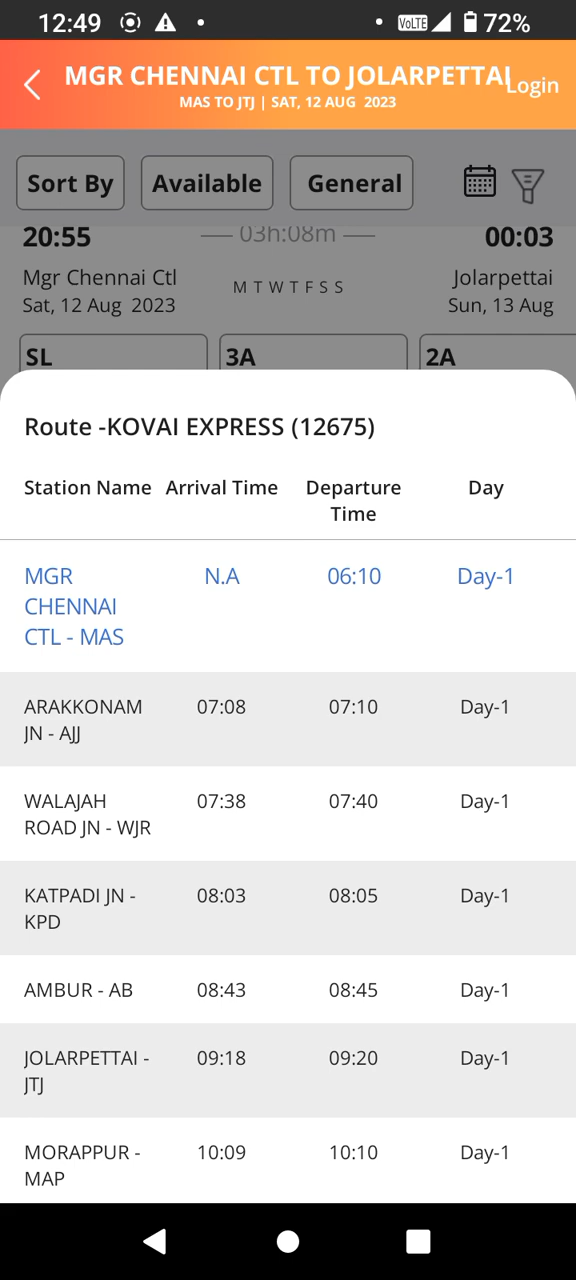 12:49 VoLTE 72%
MGR CHENNAI CTL TO JOLARPETTAI Login
MAS TO JTJ | SAT, 12 AUG 2023
Sort By Available General
20:55 03h:08m 00:03
Mgr Chennai Ctl M T W T F S S Jolarpettai
Sat, 12 Aug 2023 Sun, 13 Aug
SL 3A 2A
Route -KOVAI EXPRESS (12675)
Station Name Arrival Time Departure Day
Time
MGR N.A 06:10 Day-1
CHENNAI
CTL - MAS
ARAKKONAM 07:08 07:10 Day-1
JN - AJJ
WALAJAH 07:38 07:40 Day-1
ROAD JN - WJR
KATPADI JN - 08:03 08:05 Day-1
KPD
AMBUR - AB 08:43 08:45 Day-1
JOLARPETTAI - 09:18 09:20 Day-1
JTJ
MORAPPUR - 10:09 10:10 Day-1
MAP